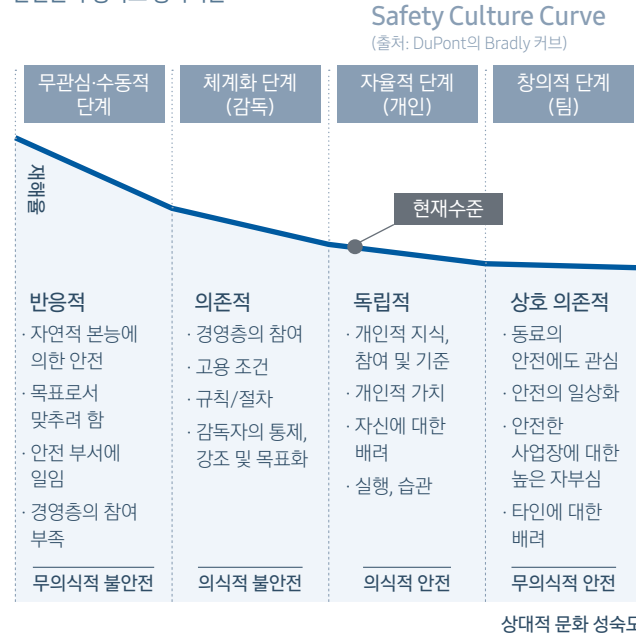 Safety Culture Curve
(출처: DuPont의 Bradly 커브)
무관심·수동적
단계
체계화 단계
(감독)
자율적 단계
(개인)
창의적 단계
(팀)
재해율
현재수준
반응적
· 자연적 본능에
의한 안전
· 목표로서
맞추려 함
· 안전 부서에
일임
· 경영층의 참여
부족
무의식적 불안전
의존적
· 경영층의 참여
· 고용 조건
· 규칙/절차
· 감독자의 통제,
강조 및 목표화
의식적 불안전
독립적
· 개인적 지식,
참여 및 기준
· 개인적 가치
· 자신에 대한
배려
· 실행, 습관
의식적 안전
상호 의존적
· 동료의
안전에도 관심
· 안전의 일상화
· 안전한
사업장에 대한
높은 자부심
· 타인에 대한
배려
무의식적 안전
상대적 문화 성숙도